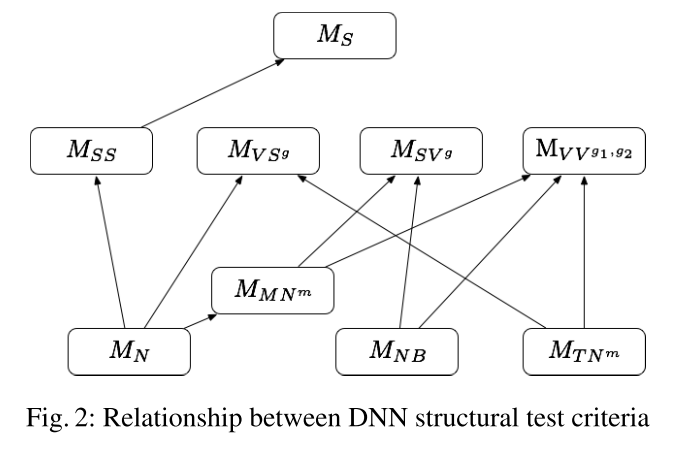 M_S
M_{SS} M_{VS^g} M_{SV^g} M_{VV^{g_1,g_2}}
M_{MN^m}
M_N M_{NB} M_{TN^m}
Fig. 2: Relationship between DNN structural test criteria